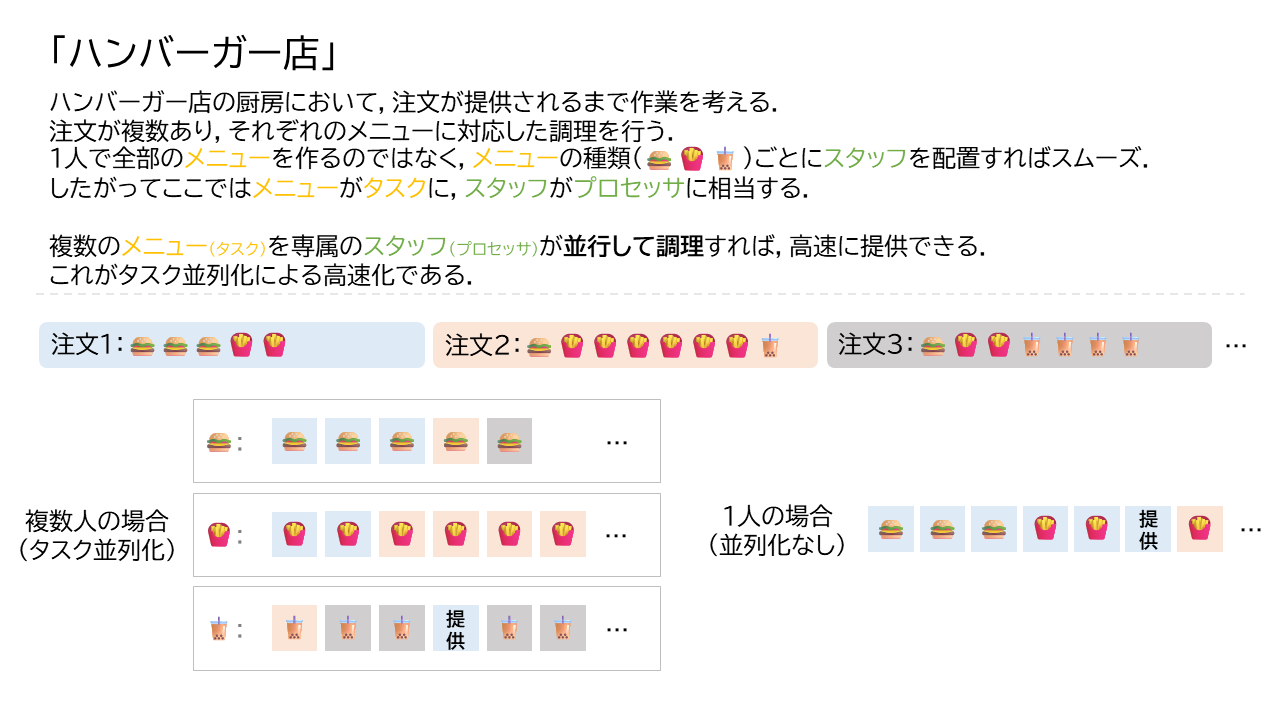 「ハンバーガー店」
ハンバーガー店の厨房において，注文が提供されるまで作業を考える．
注文が複数あり，それぞれのメニューに対応した調理を行う．
1人で全部のメニューを作るのではなく，メニューの種類（🍔🍟🧋）ごとにスタッフを配置すればスムーズ．
したがってここではメニューがタスクに，スタッフがプロセッサに相当する．
複数のメニュー（タスク）を専属のスタッフ（プロセッサ）が並行して調理すれば，高速に提供できる．
これがタスク並列化による高速化である．
注文1：🍔🍔🍔🍟🍟
注文2：🍔🍟🍟🍟🍟🍟🍟🧋
注文3：🍔🍟🍟🧋🧋🧋🧋
…
複数人の場合
（タスク並列化）
🍔： 🍔 🍔 🍔 🍔 🍔 …
🍟： 🍟 🍟 🍟 🍟 🍟 🍟 …
🧋： 🧋 🧋 🧋 提供 🧋 🧋 …
1人の場合
（並列化なし）
🍔 🍔 🍔 🍟 🍟 提供 🍟 …